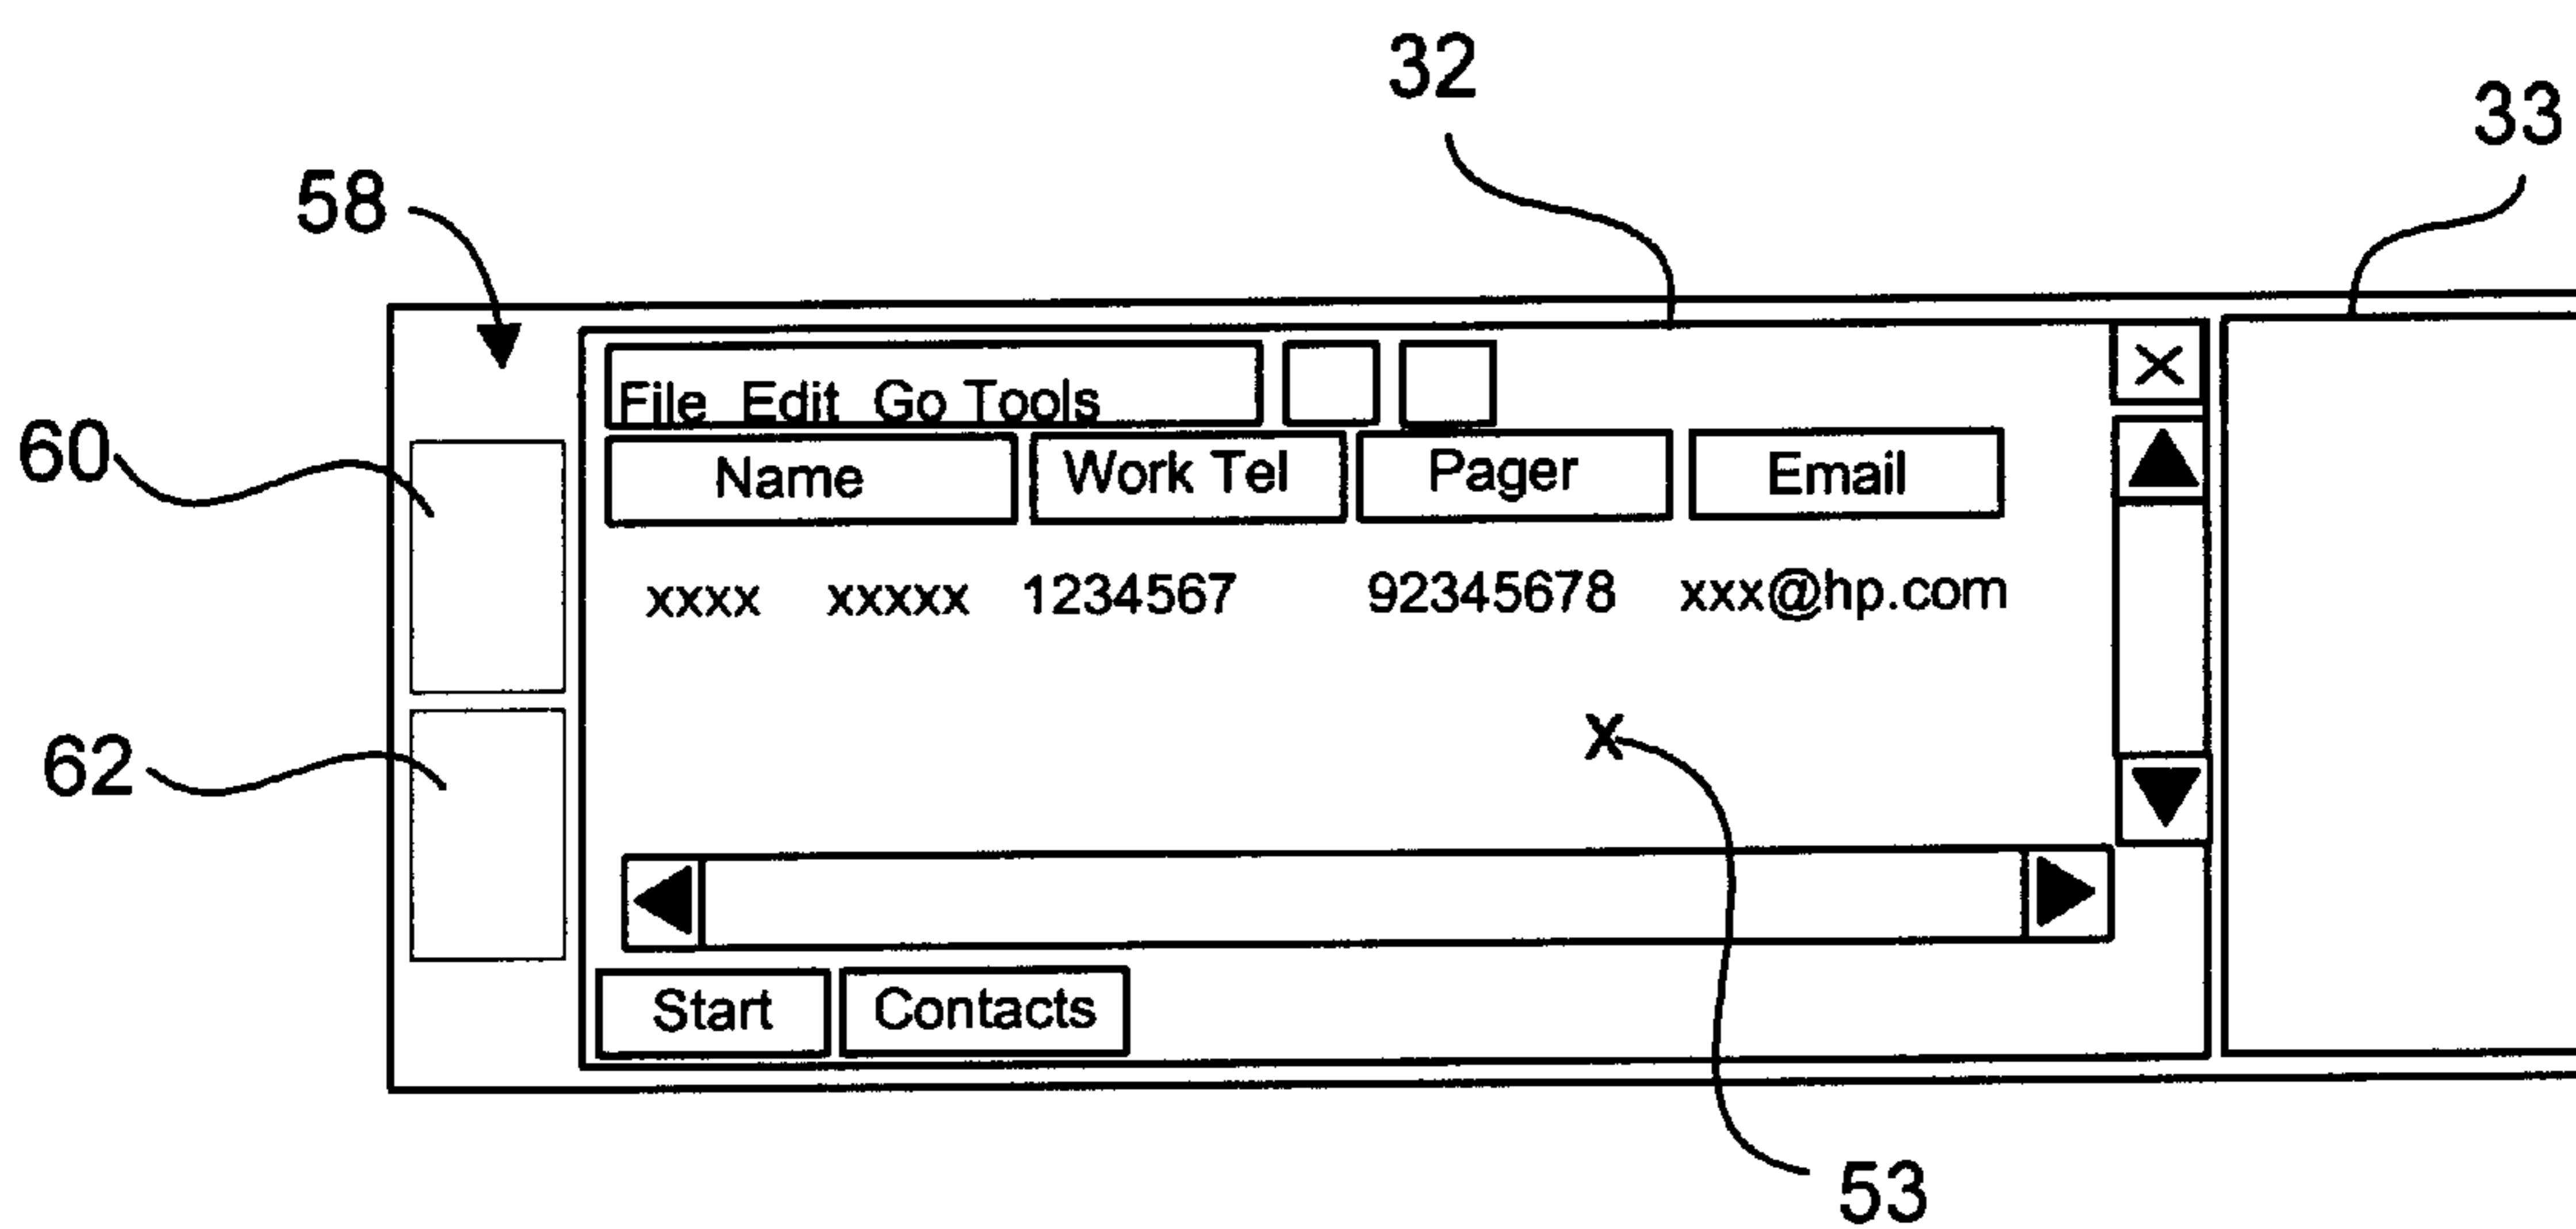 32
33
58
X
File Edit Go Tools
60
Name Work Tel Pager Email
xxxx xxxxx 1234567 92345678 xxx@hp.com
62
x
Start Contacts
53